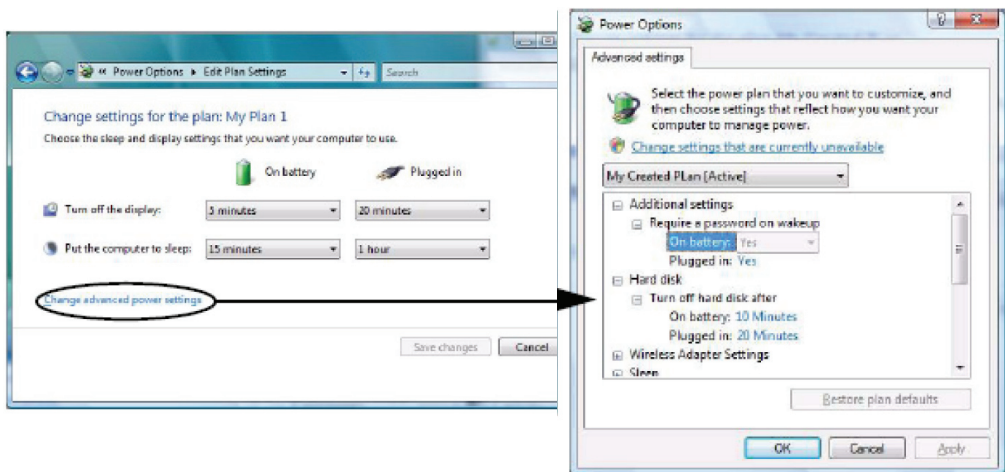 « Power Options ▸ Edit Plan Settings
Search
Change settings for the plan: My Plan 1
Choose the sleep and display settings that you want your computer to use.
On battery
Plugged in
Turn off the display:
5 minutes
20 minutes
Put the computer to sleep:
15 minutes
1 hour
Change advanced power settings
Save changes
Cancel
Power Options
Advanced settings
Select the power plan that you want to customize, and
then choose settings that reflect how you want your
computer to manage power.
Change settings that are currently unavailable
My Created PLan [Active]
Additional settings
Require a password on wakeup
On battery: Yes
Plugged in: Yes
Hard disk
Turn off hard disk after
On battery: 10 Minutes
Plugged in: 20 Minutes
Wireless Adapter Settings
Sleep
Restore plan defaults
OK
Cancel
Apply